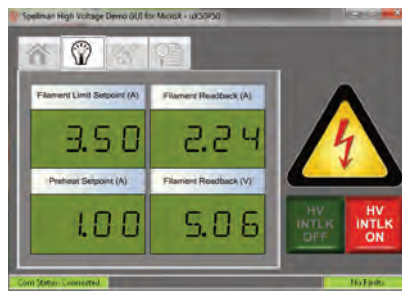 Spellman High Voltage Demo GUI for MicroX - uX50P50
Filament Limit Setpoint (A)
Filament Readback (A)
3.50
2.24
Preheat Setpoint (A)
Filament Readback (V)
1.00
5.06
HV INTLK OFF
HV INTLK ON
Com Status: Connected
No Faults